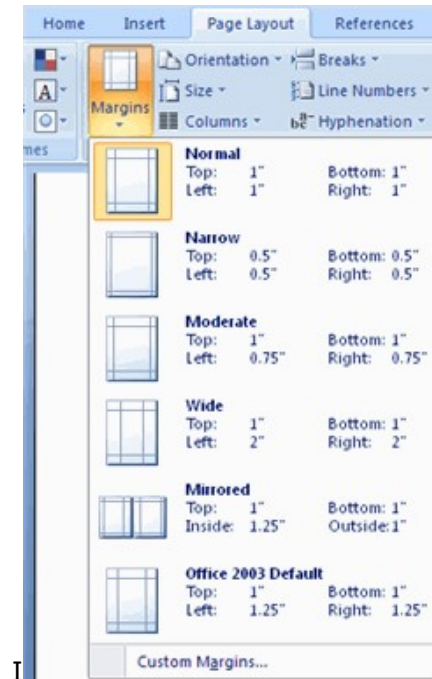 Home Insert Page Layout References
Orientation Breaks
A Margins Size Line Numbers
Columns Hyphenation
mes
Normal
Top: 1" Bottom: 1"
Left: 1" Right: 1"
Narrow
Top: 0.5" Bottom: 0.5"
Left: 0.5" Right: 0.5"
Moderate
Top: 1" Bottom: 1"
Left: 0.75" Right: 0.75"
Wide
Top: 1" Bottom: 1"
Left: 2" Right: 2"
Mirrored
Top: 1" Bottom: 1"
Inside: 1.25" Outside: 1"
Office 2003 Default
Top: 1" Bottom: 1"
Left: 1.25" Right: 1.25"
Custom Margins...
I